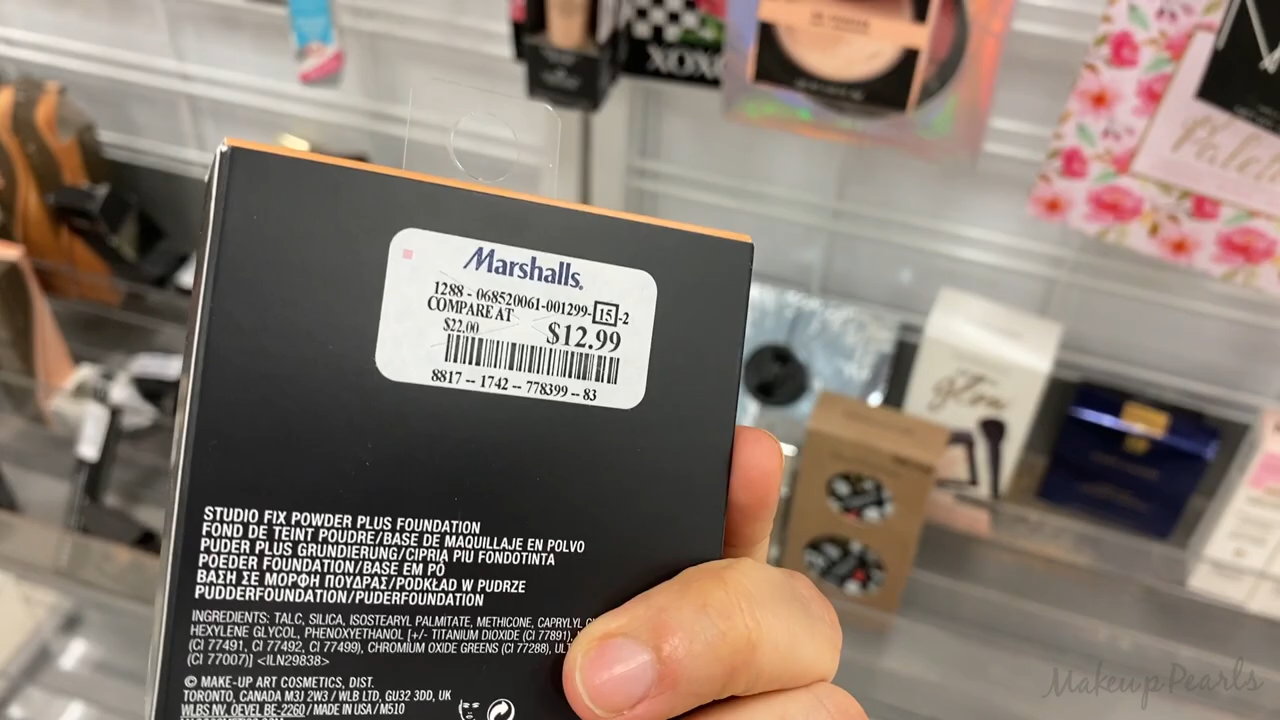 XOXO
Palette
Marshalls.
1288 - 068520061-001299-15-2
COMPARE AT
$22.00
$12.99
8817 -- 1742 -- 778399 -- 83
Glow
STUDIO FIX POWDER PLUS FOUNDATION
FOND DE TEINT POUDRE/BASE DE MAQUILLAJE EN POLVO
PUDER PLUS GRUNDIERUNG/CIPRIA PIU FONDOTINTA
POEDER FOUNDATION/BASE EM PÓ
ΒΑΣΗ ΣΕ ΜΟΡΦΗ ΠΟΥΔΡΑΣ/PODKŁAD W PUDRZE
PUDDERFOUNDATION/PUDERFOUNDATION
INGREDIENTS: TALC, SILICA, ISOSTEARYL PALMITATE, METHICONE, CAPRYLYL
HEXYLENE GLYCOL, PHENOXYETHANOL [+/- TITANIUM DIOXIDE (CI 77891),
(CI 77491, CI 77492, CI 77499), CHROMIUM OXIDE GREENS (CI 77288),
(CI 77007)] <ILN29838>
© MAKE-UP ART COSMETICS, DIST.
TORONTO, CANADA M3J 2W3 / WLB LTD, GU32 3DD, UK
WLBS NV, OEVEL BE-2260 / MADE IN USA / M510
MakeupPearls